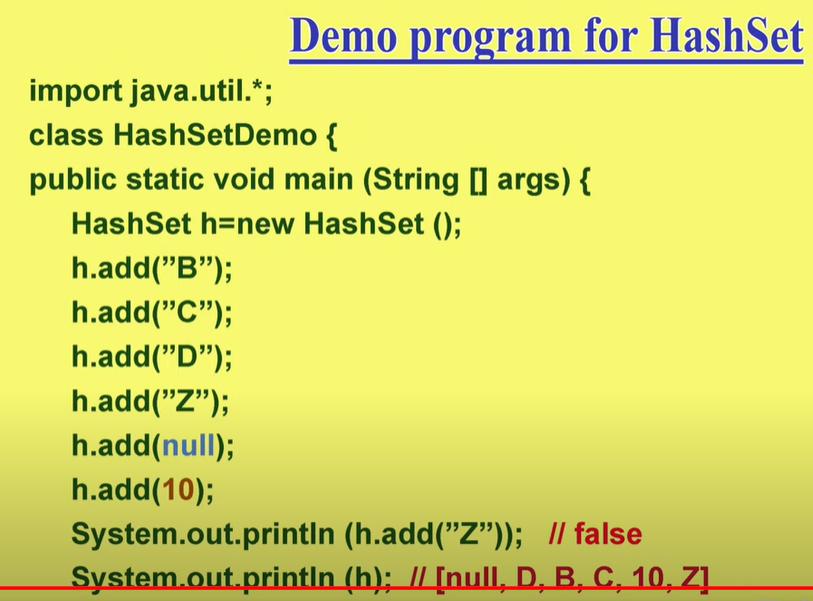 Demo program for HashSet
import java.util.*;
class HashSetDemo {
public static void main (String [] args) {
HashSet h=new HashSet ();
h.add(”B”);
h.add(”C”);
h.add(”D”);
h.add(”Z”);
h.add(null);
h.add(10);
System.out.println (h.add(”Z”)); // false
System.out.println (h); // [null, D, B, C, 10, Z]